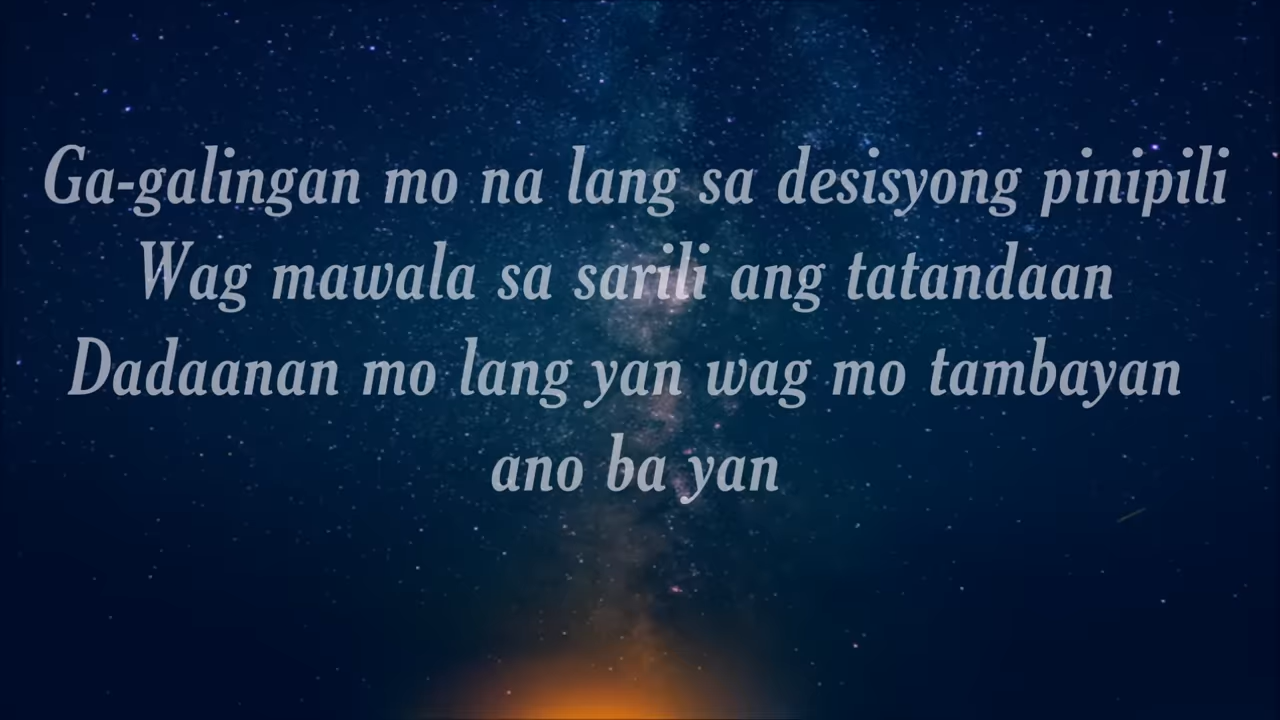 Ga-galingan mo na lang sa desisyong pinipili
Wag mawala sa sarili ang tatandaan
Dadaanan mo lang yan wag mo tambayan
ano ba yan